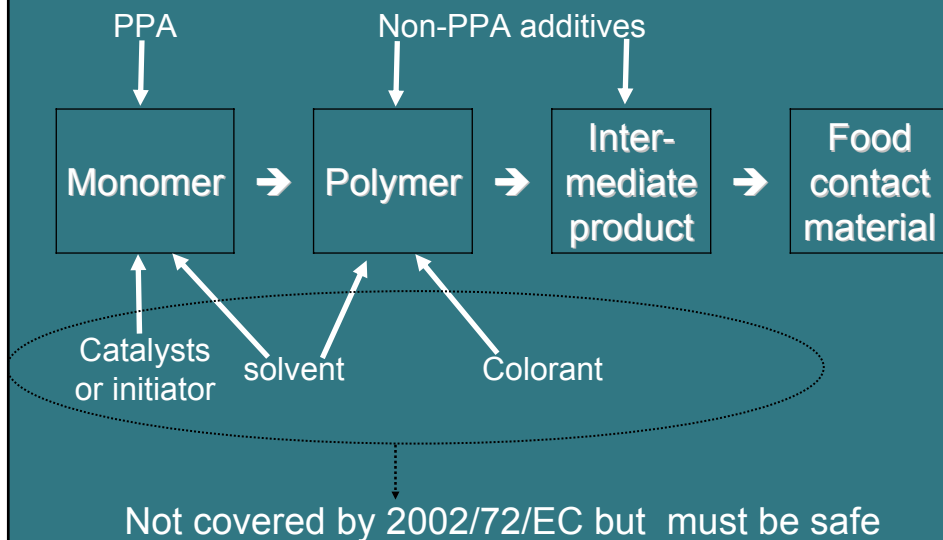 PPA
Non-PPA additives
Monomer
➔
Polymer
➔
Inter-
mediate
product
➔
Food
contact
material
Catalysts
or initiator
solvent
Colorant
Not covered by 2002/72/EC but must be safe